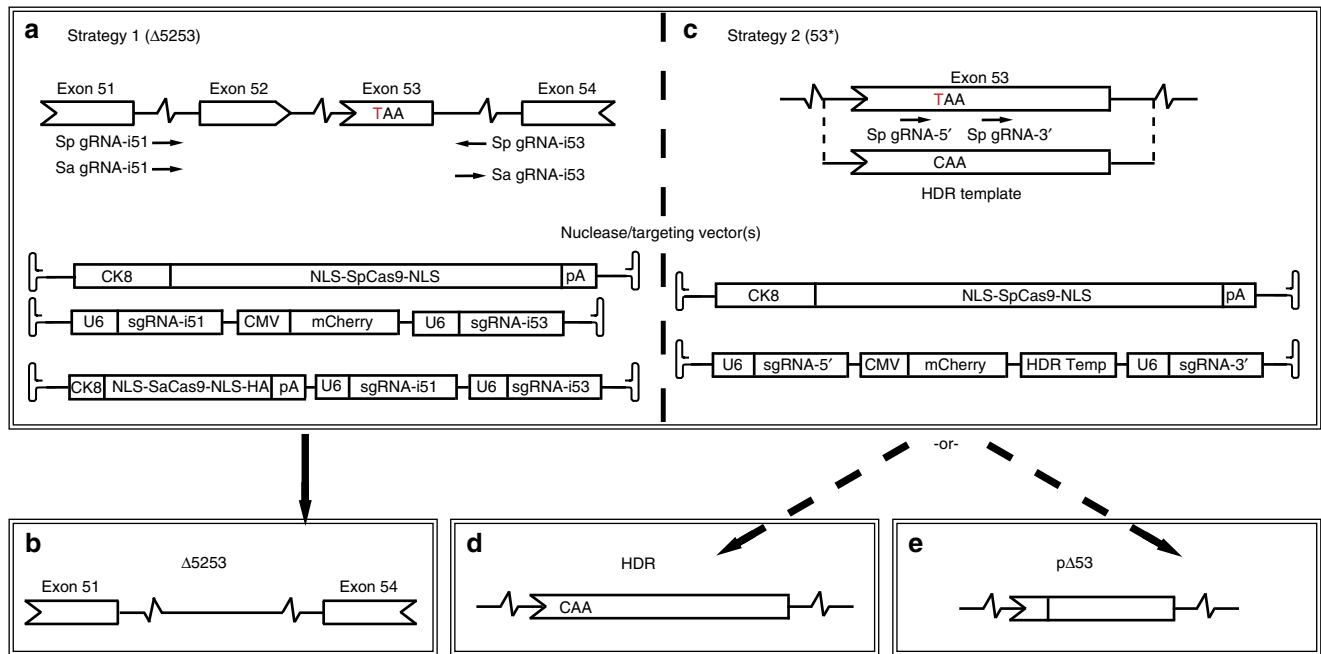 a Strategy 1 (Δ5253)
Exon 51 Exon 52 Exon 53 Exon 54
TAA
Sp gRNA-i51 Sp gRNA-i53
Sa gRNA-i51 Sa gRNA-i53
c Strategy 2 (53*)
Exon 53
TAA
Sp gRNA-5′ Sp gRNA-3′
CAA
HDR template
Nuclease/targeting vector(s)
CK8 NLS-SpCas9-NLS pA
U6 sgRNA-i51 CMV mCherry U6 sgRNA-i53
CK8 NLS-SaCas9-NLS-HA pA U6 sgRNA-i51 U6 sgRNA-i53
CK8 NLS-SpCas9-NLS pA
U6 sgRNA-5′ CMV mCherry HDR Temp U6 sgRNA-3′
-or-
b
Δ5253
Exon 51 Exon 54
d
HDR
CAA
e
pΔ53